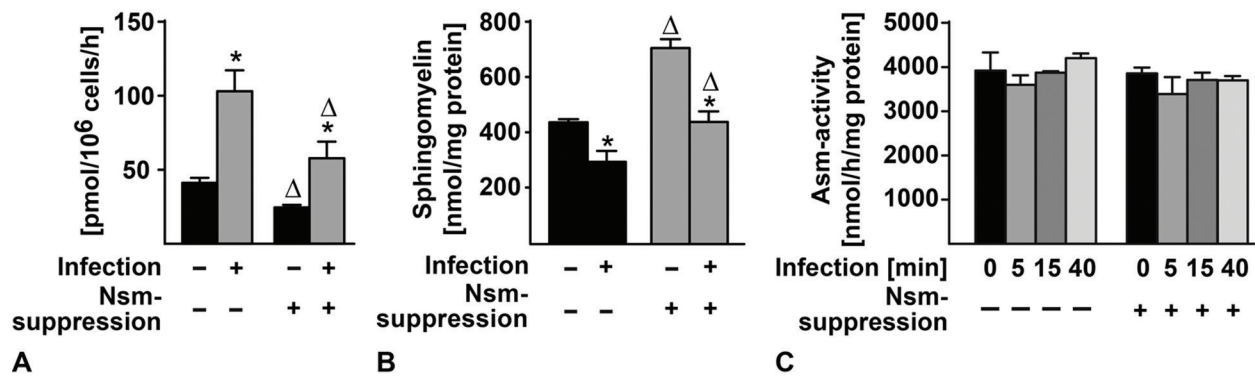 [pmol/10⁶ cells/h]
150
100
50
*
Δ
Δ
*
Infection − + − +
Nsm-
suppression − − + +
A
Sphingomyelin
[nmol/mg protein]
800
600
400
200
*
Δ
Δ
*
Infection − + − +
Nsm-
suppression − − + +
B
Asm-activity
[nmol/h/mg protein]
5000
4000
3000
2000
1000
Infection [min] 0 5 15 40 0 5 15 40
Nsm-
suppression − − − − + + + +
C